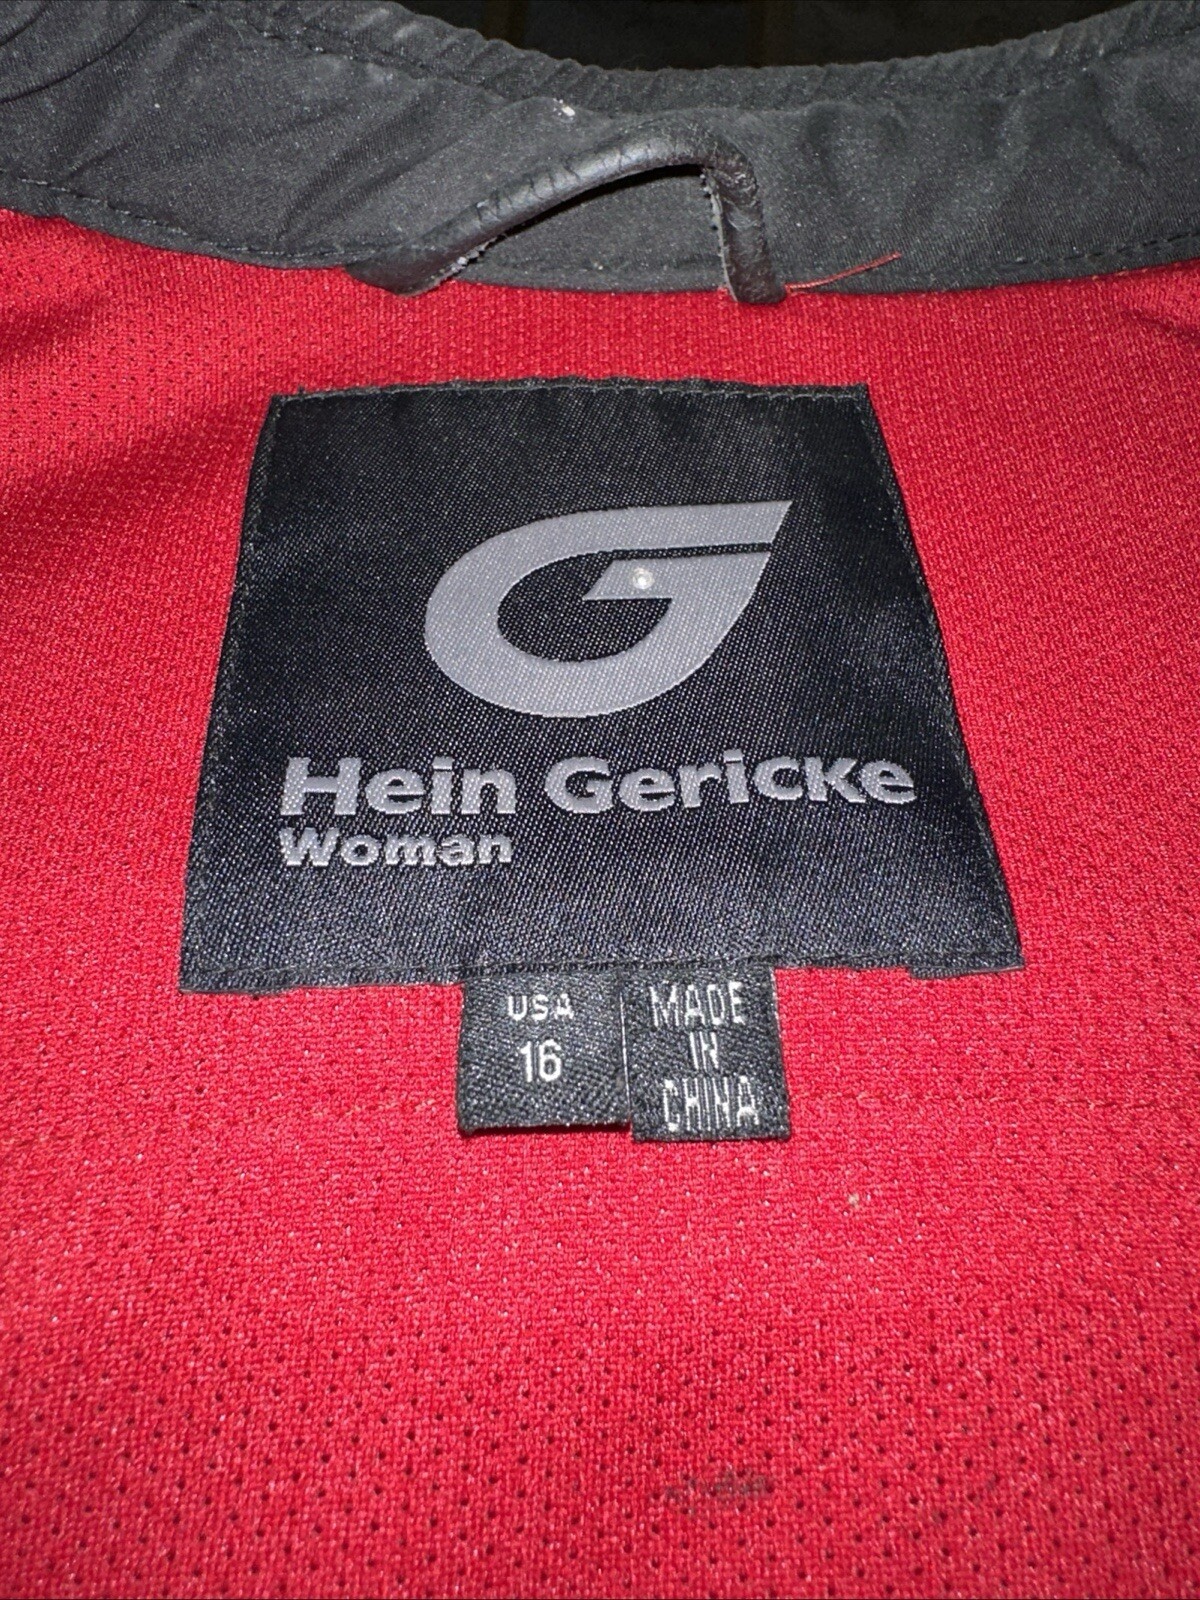 Hein Gericke
Woman
USA
16
MADE
IN
CHINA